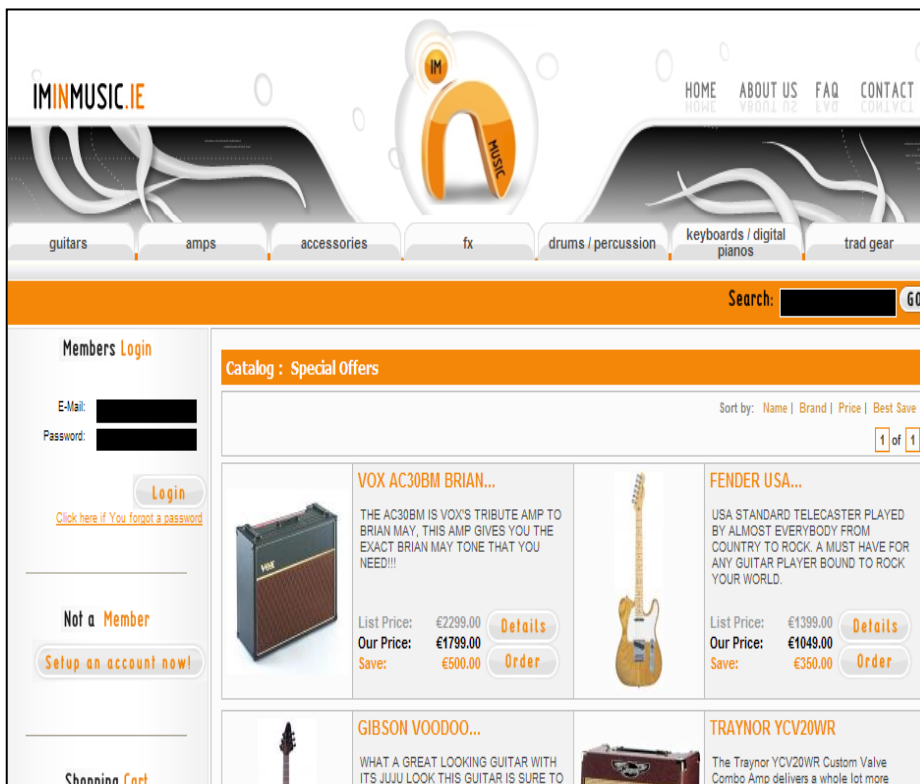 IMINMUSIC.IE
IM
MUSIC
HOME ABOUT US FAQ CONTACT
guitars amps accessories fx drums / percussion keyboards / digital pianos trad gear
Search: GO
Members Login
E-Mail:
Password:
Login
Click here if You forgot a password
Not a Member
Setup an account now!
Shopping Cart
Catalog : Special Offers
Sort by: Name | Brand | Price | Best Save
1 of 1
VOX AC30BM BRIAN...
THE AC30BM IS VOX'S TRIBUTE AMP TO
BRIAN MAY, THIS AMP GIVES YOU THE
EXACT BRIAN MAY TONE THAT YOU
NEED!!!
List Price: €2299.00 Details
Our Price: €1799.00
Save: €500.00 Order
VOX
FENDER USA...
USA STANDARD TELECASTER PLAYED
BY ALMOST EVERYBODY FROM
COUNTRY TO ROCK. A MUST HAVE FOR
ANY GUITAR PLAYER BOUND TO ROCK
YOUR WORLD.
List Price: €1399.00 Details
Our Price: €1049.00
Save: €350.00 Order
GIBSON VOODOO...
WHAT A GREAT LOOKING GUITAR WITH
ITS JUJU LOOK THIS GUITAR IS SURE TO
TRAYNOR YCV20WR
The Traynor YCV20WR Custom Valve
Combo Amp delivers a whole lot more